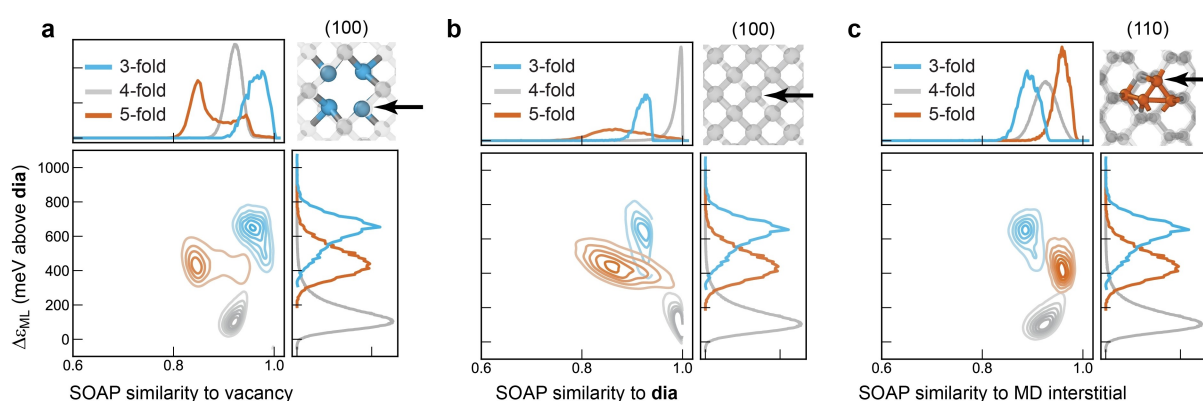 a
(100)
3-fold
4-fold
5-fold
ΔεML (meV above dia)
1000
800
600
400
200
0
0.6
0.8
1.0
SOAP similarity to vacancy
b
(100)
3-fold
4-fold
5-fold
0.6
0.8
1.0
SOAP similarity to dia
c
(110)
3-fold
4-fold
5-fold
0.6
0.8
1.0
SOAP similarity to MD interstitial